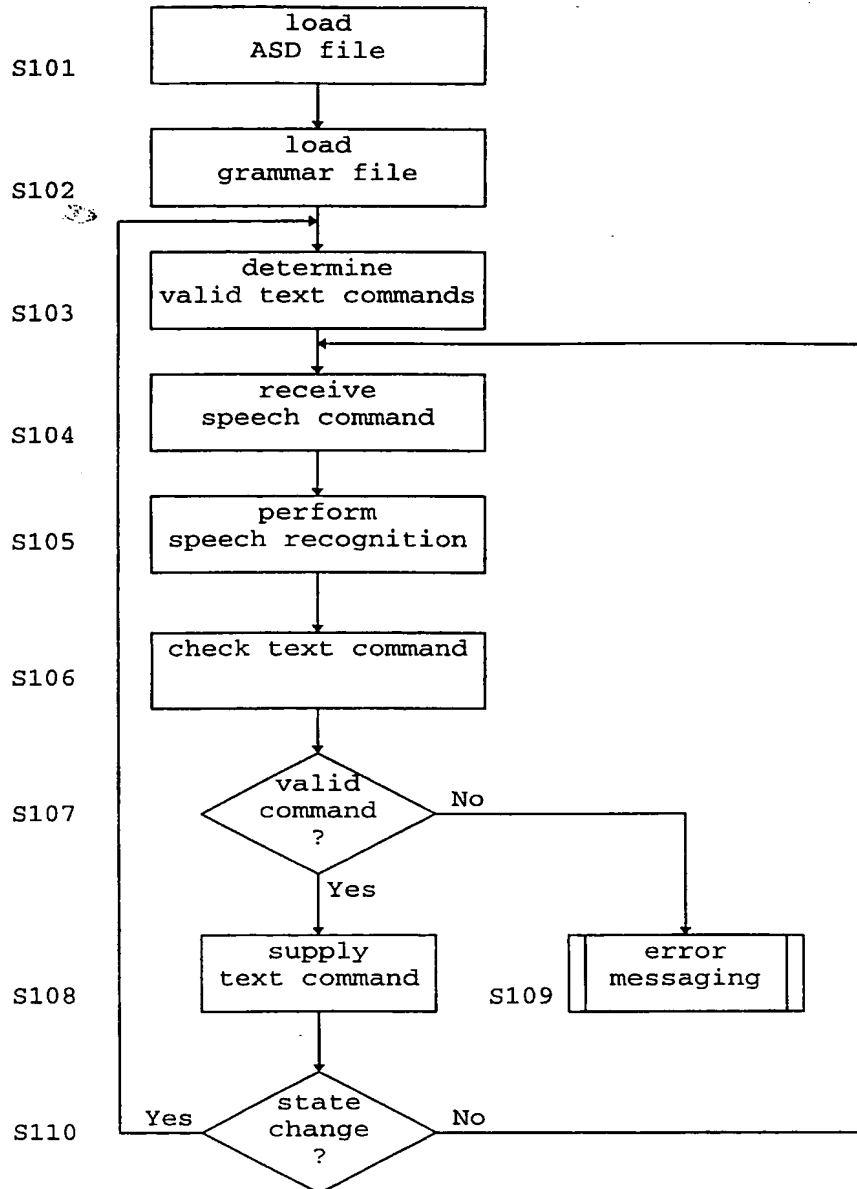 load
ASD file
S101
load
grammar file
S102
determine
valid text commands
S103
receive
speech command
S104
perform
speech recognition
S105
check text command
S106
valid
command
?
No
S107
Yes
supply
text command
S108
error
messaging
S109
state
change
?
Yes
No
S110